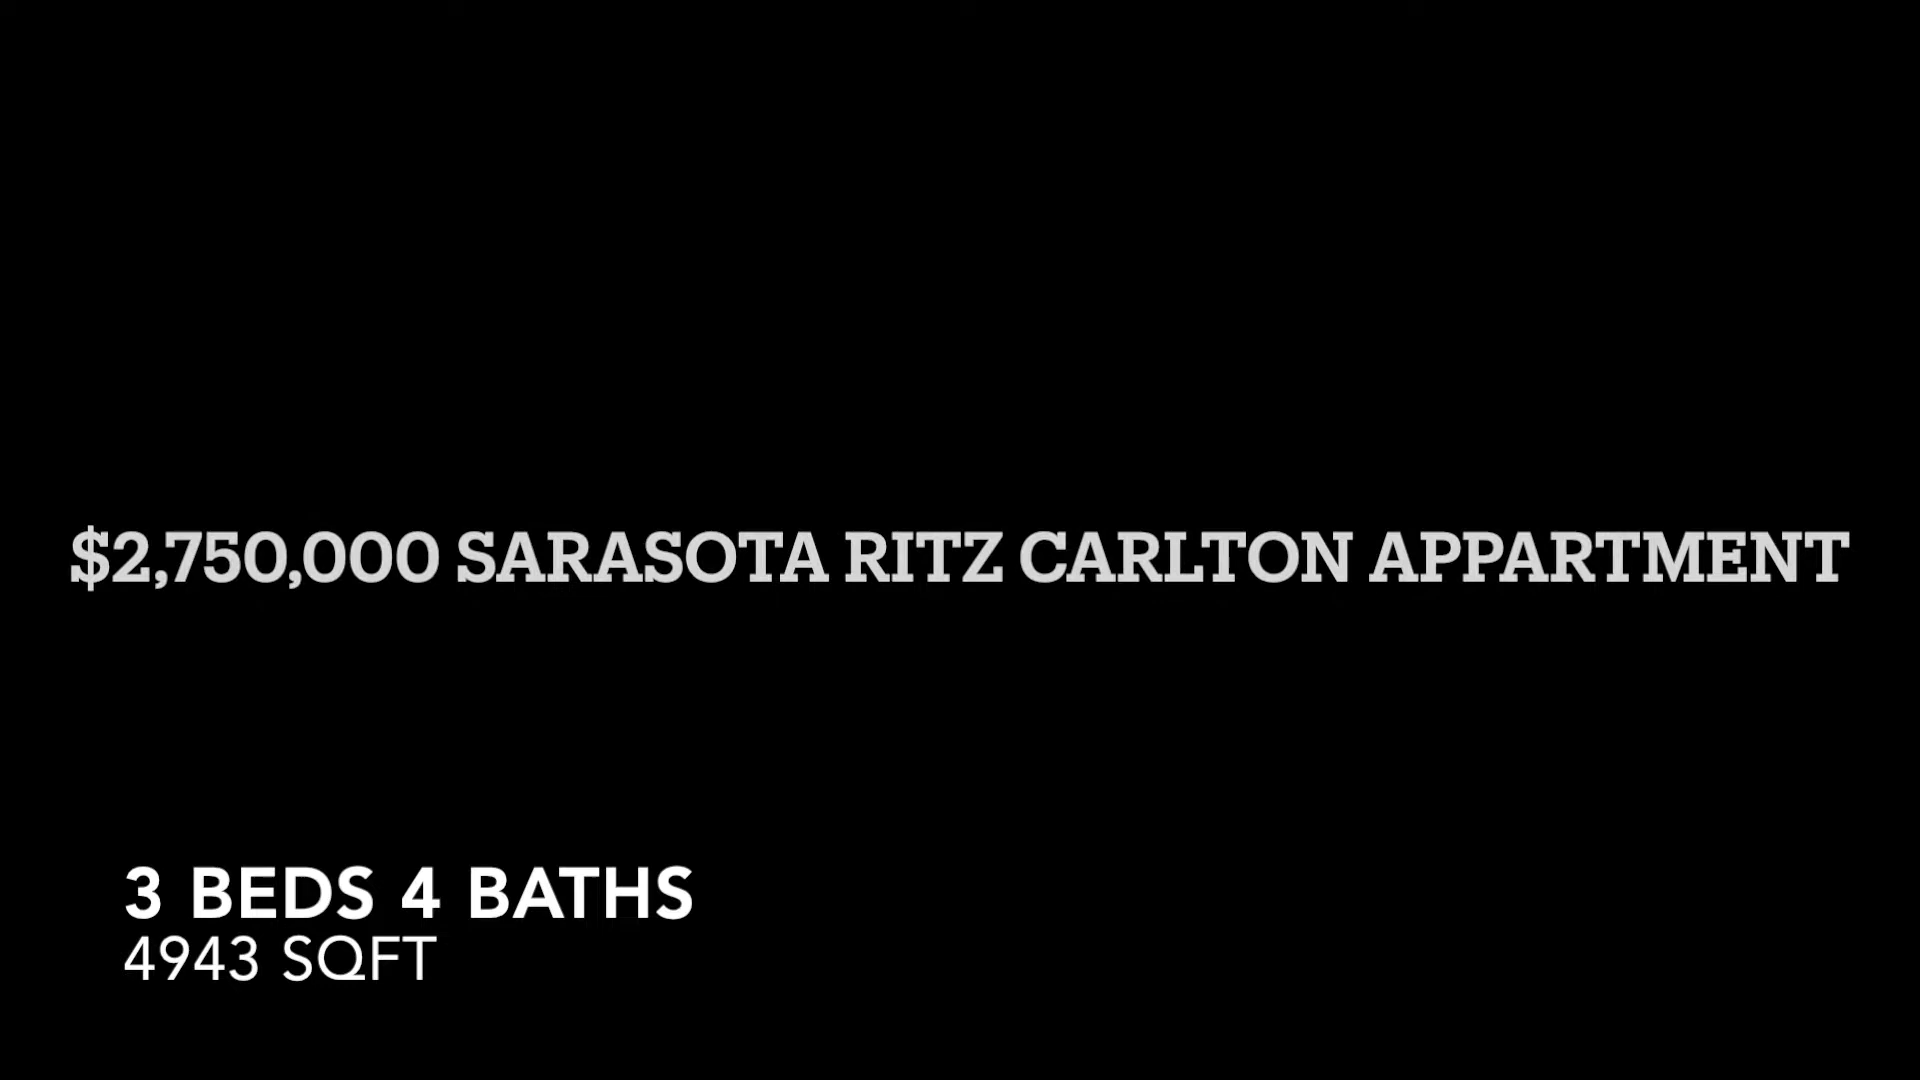 $2,750,000 SARASOTA RITZ CARLTON APPARTMENT
3 BEDS 4 BATHS
4943 SQFT